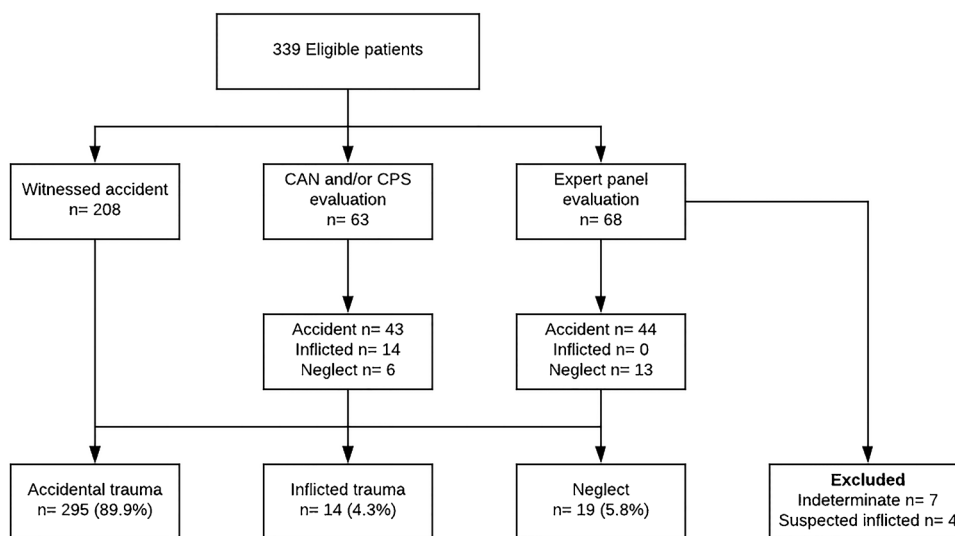 339 Eligible patients
Witnessed accident
n= 208
CAN and/or CPS
evaluation
n= 63
Expert panel
evaluation
n= 68
Accident n= 43
Inflicted n= 14
Neglect n= 6
Accident n= 44
Inflicted n= 0
Neglect n= 13
Accidental trauma
n= 295 (89.9%)
Inflicted trauma
n= 14 (4.3%)
Neglect
n= 19 (5.8%)
Excluded
Indeterminate n= 7
Suspected inflicted n= 4